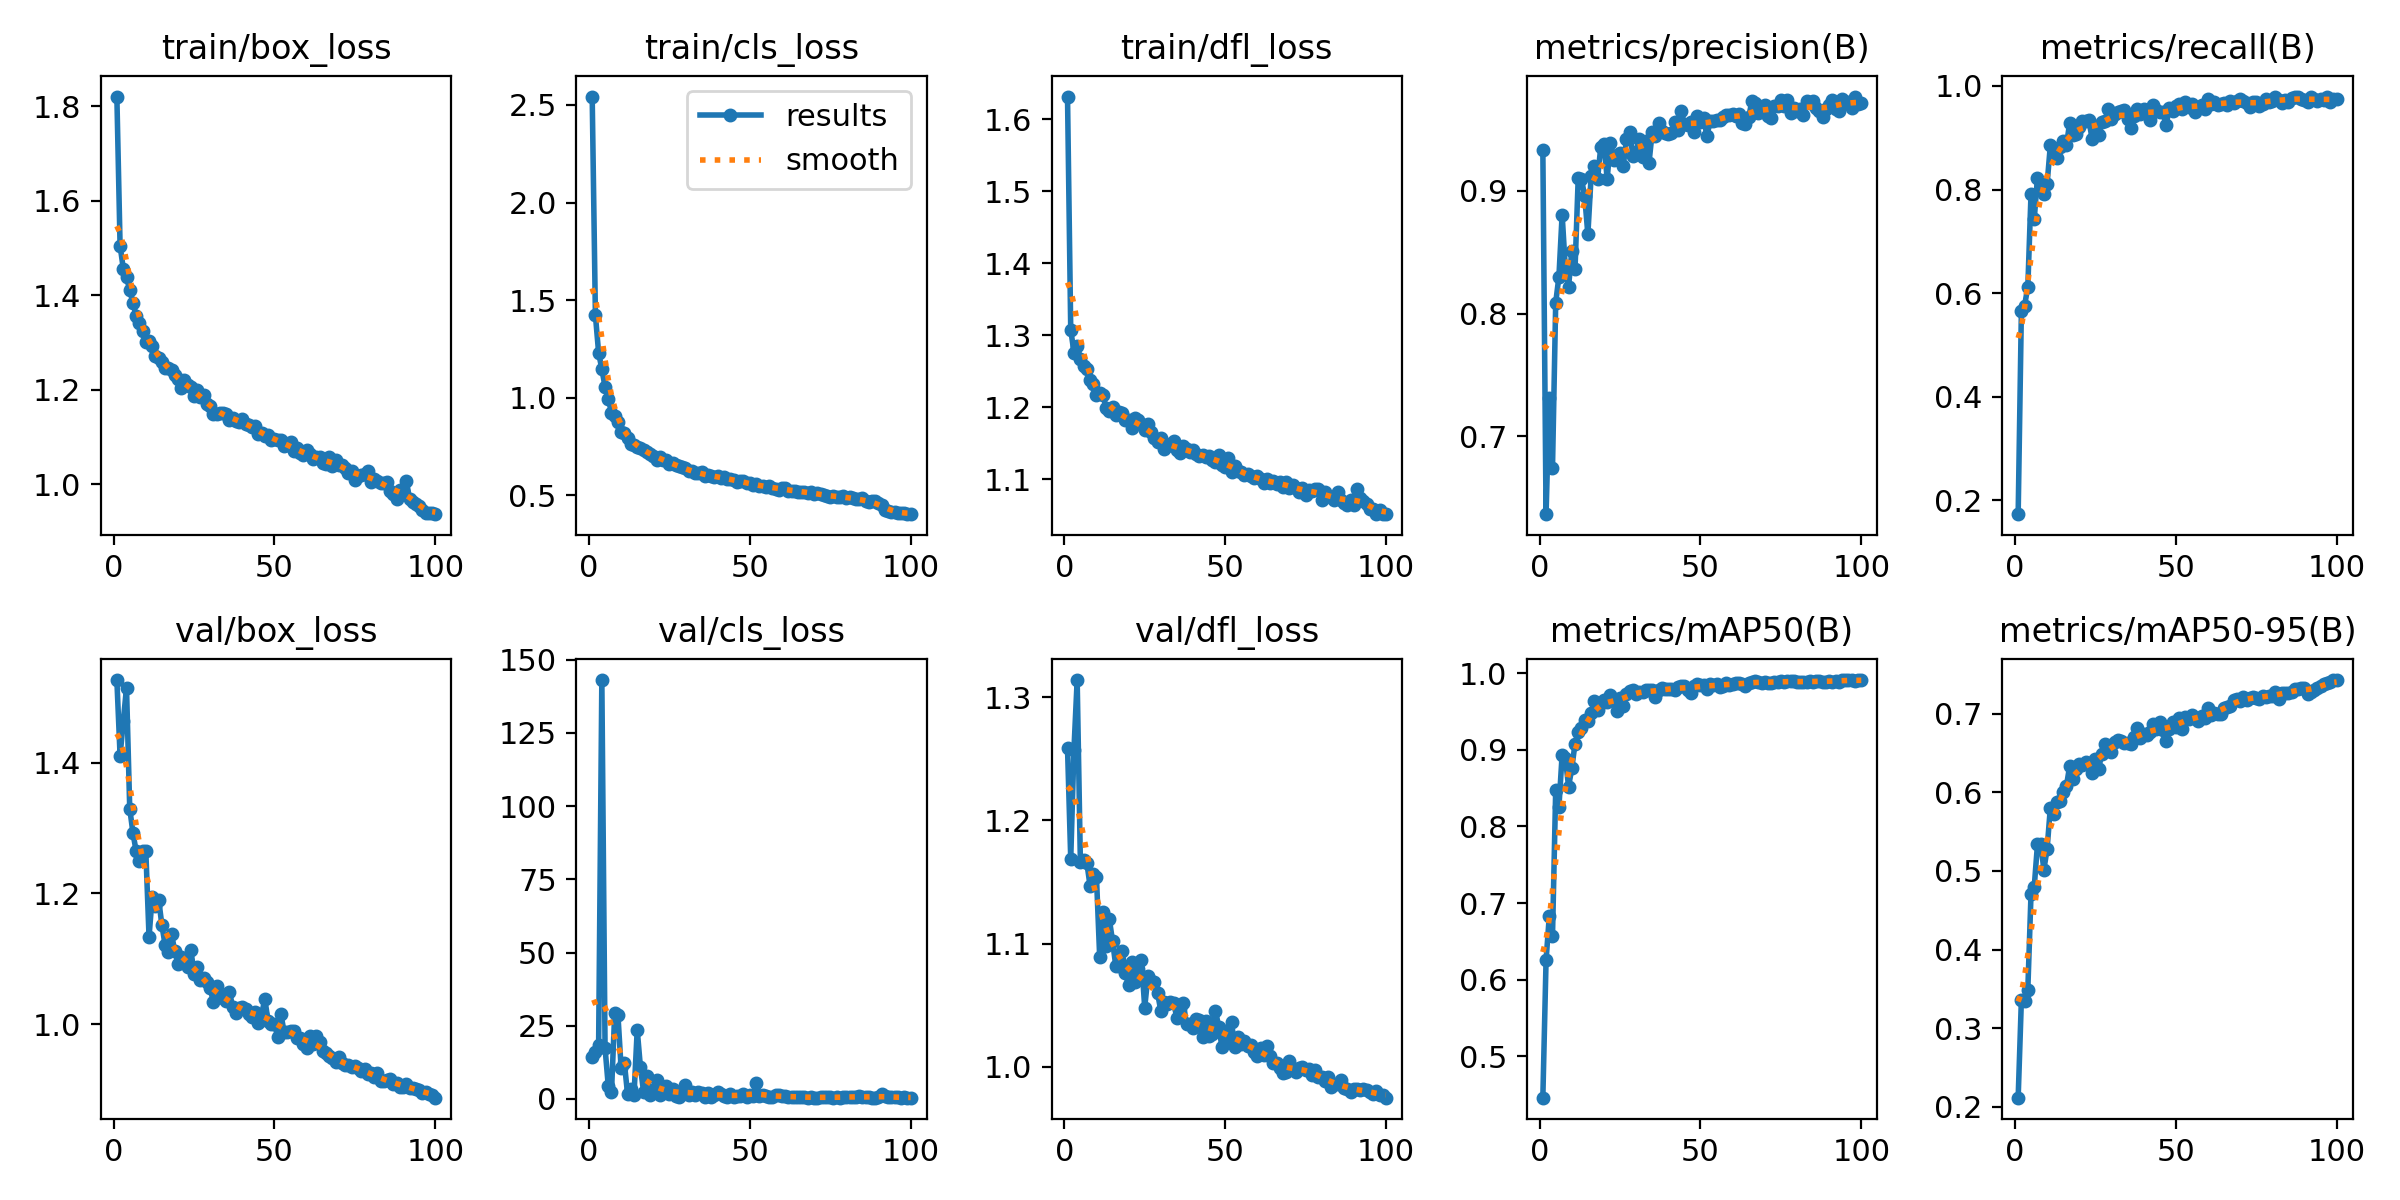 train/box_loss
1.8
1.6
1.4
1.2
1.0
0 50 100
train/cls_loss
results
smooth
2.5
2.0
1.5
1.0
0.5
0 50 100
train/dfl_loss
1.6
1.5
1.4
1.3
1.2
1.1
0 50 100
metrics/precision(B)
0.9
0.8
0.7
0 50 100
metrics/recall(B)
1.0
0.8
0.6
0.4
0.2
0 50 100
val/box_loss
1.4
1.2
1.0
0 50 100
val/cls_loss
150
125
100
75
50
25
0
0 50 100
val/dfl_loss
1.3
1.2
1.1
1.0
0 50 100
metrics/mAP50(B)
1.0
0.9
0.8
0.7
0.6
0.5
0 50 100
metrics/mAP50-95(B)
0.7
0.6
0.5
0.4
0.3
0.2
0 50 100